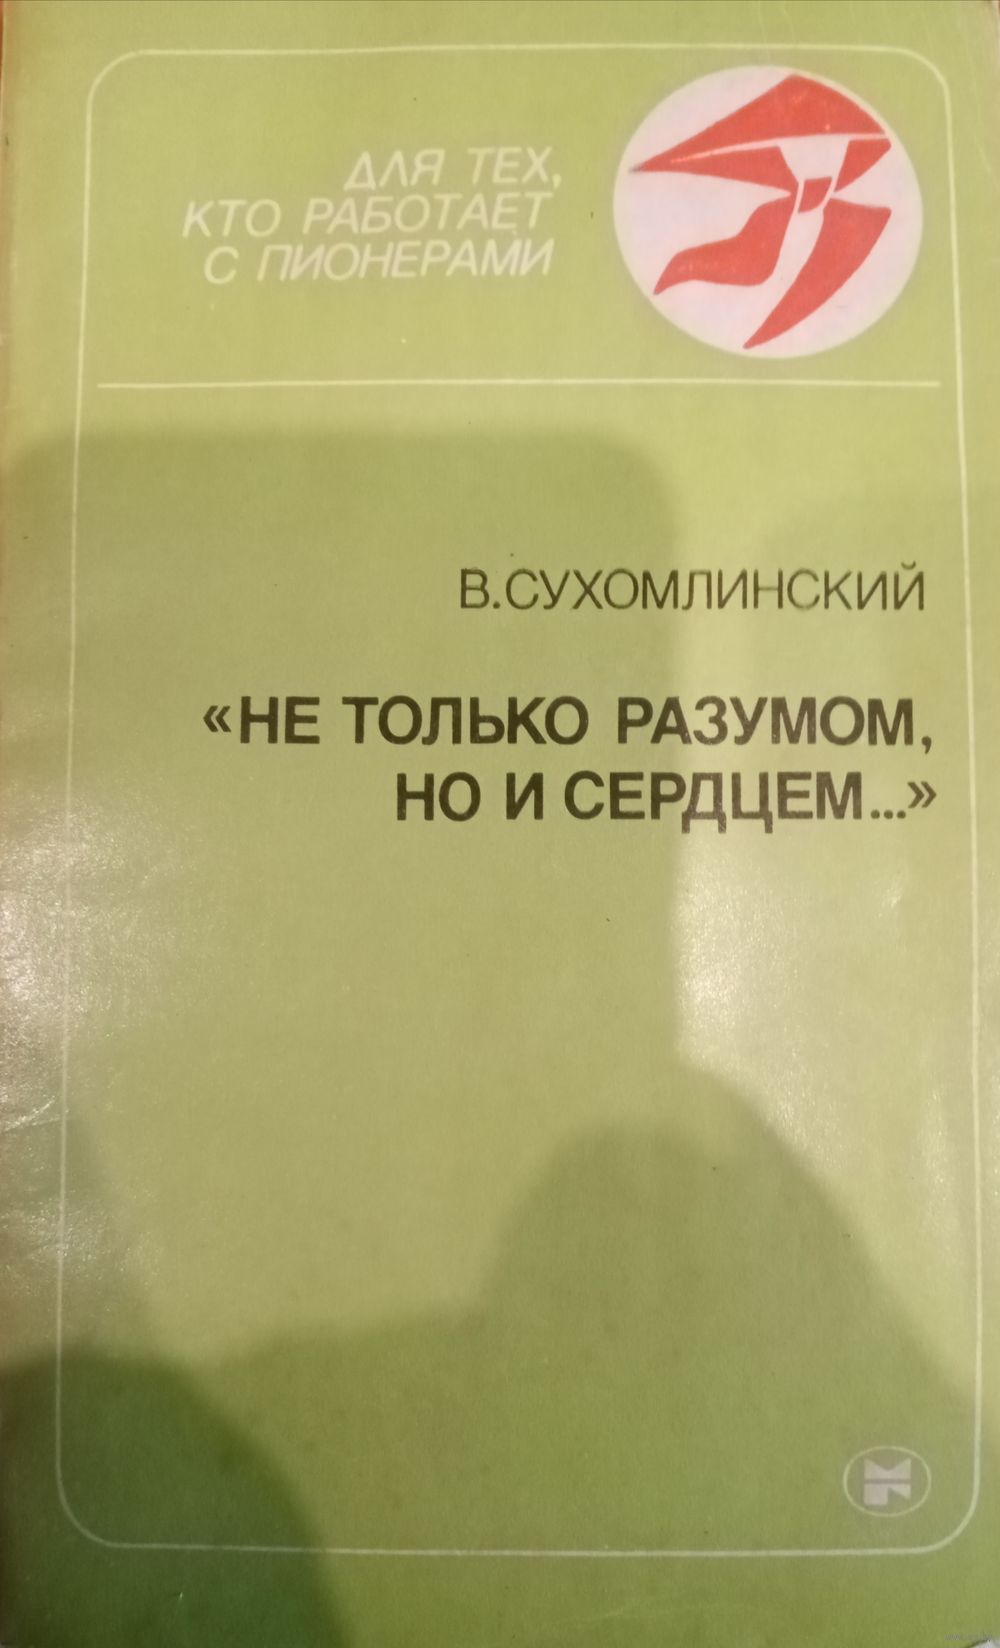 ДЛЯ ТЕХ,
КТО РАБОТАЕТ
С ПИОНЕРАМИ
В.СУХОМЛИНСКИЙ
«НЕ ТОЛЬКО РАЗУМОМ,
НО И СЕРДЦЕМ...»